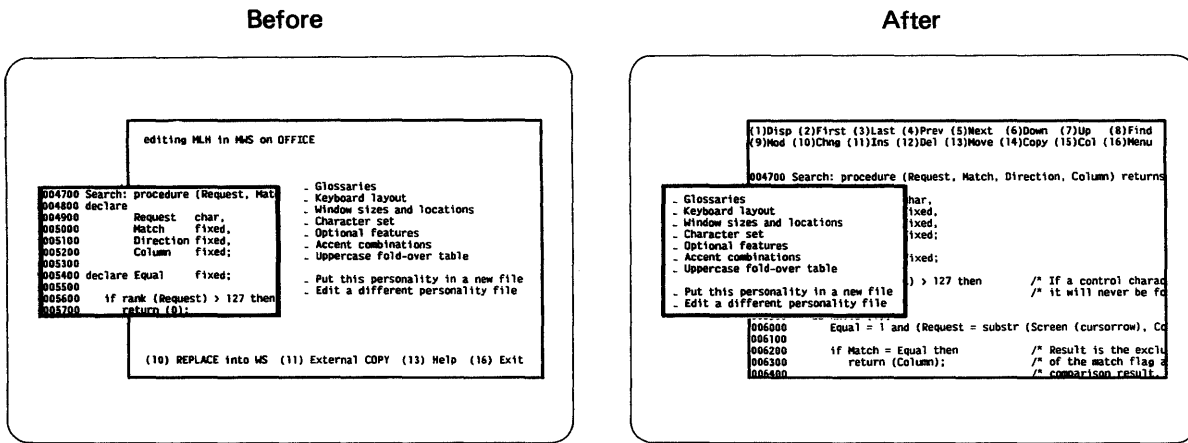 Before
editing MLH in MWS on OFFICE
004700 Search: procedure (Request, Mat
004800 declare
004900 Request char,
005000 Match fixed,
005100 Direction fixed,
005200 Column fixed;
005300
005400 declare Equal fixed;
005500
005600 if rank (Request) > 127 then
005700 return (0);
_ Glossaries
_ Keyboard layout
_ Window sizes and locations
_ Character set
_ Optional features
_ Accent combinations
_ Uppercase fold-over table
_ Put this personality in a new file
_ Edit a different personality file
(10) REPLACE into WS (11) External COPY (13) Help (16) Exit
After
(1)Disp (2)First (3)Last (4)Prev (5)Next (6)Down (7)Up (8)Find
(9)Mod (10)Chng (11)Ins (12)Del (13)Move (14)Copy (15)Col (16)Menu
004700 Search: procedure (Request, Match, Direction, Column) returns
_ Glossaries
_ Keyboard layout
_ Window sizes and locations
_ Character set
_ Optional features
_ Accent combinations
_ Uppercase fold-over table
_ Put this personality in a new file
_ Edit a different personality file
har,
ixed,
ixed,
ixed;
ixed;
) > 127 then /* If a control charac
/* it will never be fo
006000 Equal = 1 and (Request = substr (Screen (cursorrow), Co
006100
006200 if Match = Equal then /* Result is the exclu
006300 return (Column); /* of the match flag a
006400 /* comparison result.